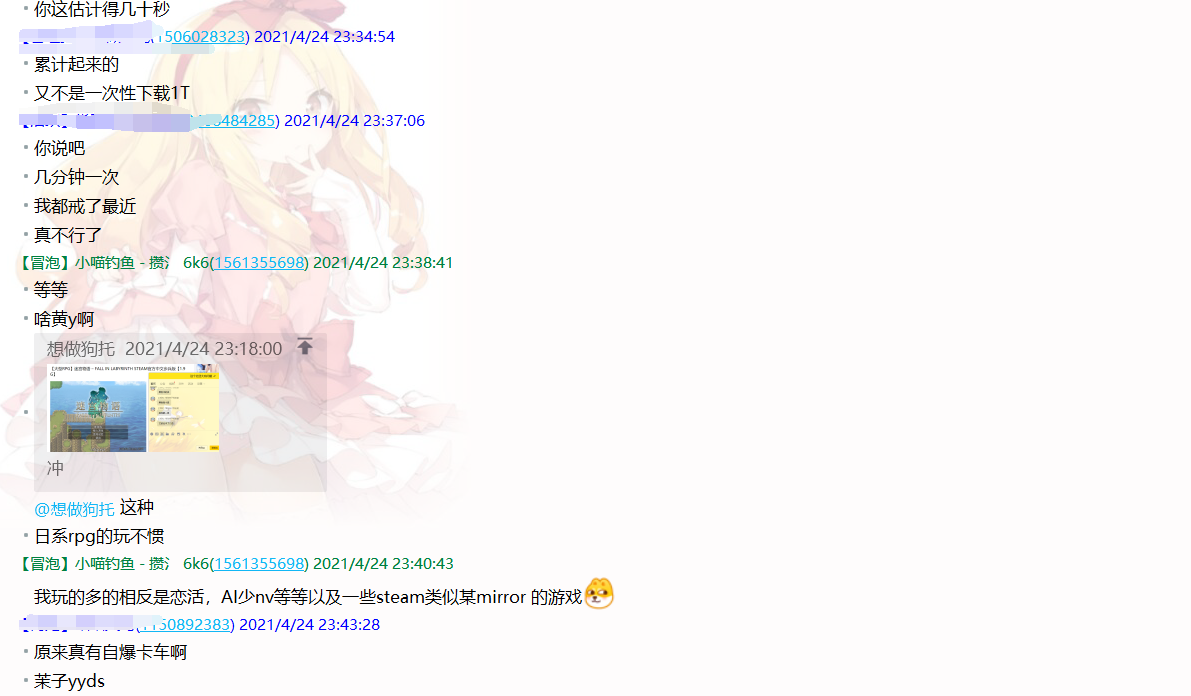 你这估计得几十秒
1506028323) 2021/4/24 23:34:54
累计起来的
又不是一次性下载1T
484285) 2021/4/24 23:37:06
你说吧
几分钟一次
我都戒了最近
真不行了
【冒泡】小喵钓鱼 - 攒氵 6k6(1561355698) 2021/4/24 23:38:41
等等
啥黄y啊
想做狗托 2021/4/24 23:18:00
冲
@想做狗托 这种
日系rpg的玩不惯
【冒泡】小喵钓鱼 - 攒氵 6k6(1561355698) 2021/4/24 23:40:43
我玩的多的相反是恋活，AI少nv等等以及一些steam类似某mirror 的游戏
(1150892383) 2021/4/24 23:43:28
原来真有自爆卡车啊
茉子yyds